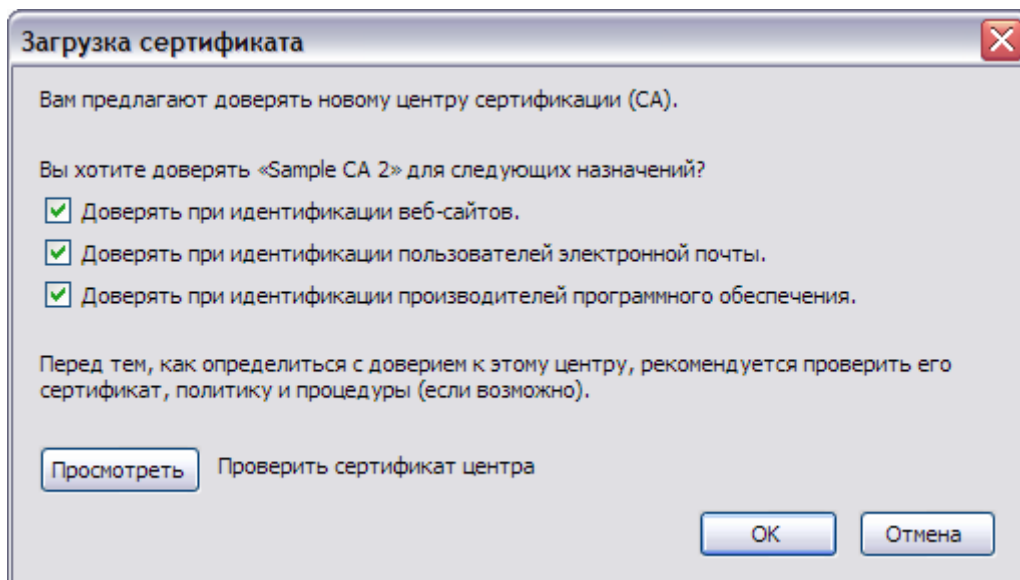 Загрузка сертификата
Вам предлагают доверять новому центру сертификации (CA).
Вы хотите доверять «Sample CA 2» для следующих назначений?
Доверять при идентификации веб-сайтов.
Доверять при идентификации пользователей электронной почты.
Доверять при идентификации производителей программного обеспечения.
Перед тем, как определиться с доверием к этому центру, рекомендуется проверить его
сертификат, политику и процедуры (если возможно).
Просмотреть Проверить сертификат центра
OK Отмена